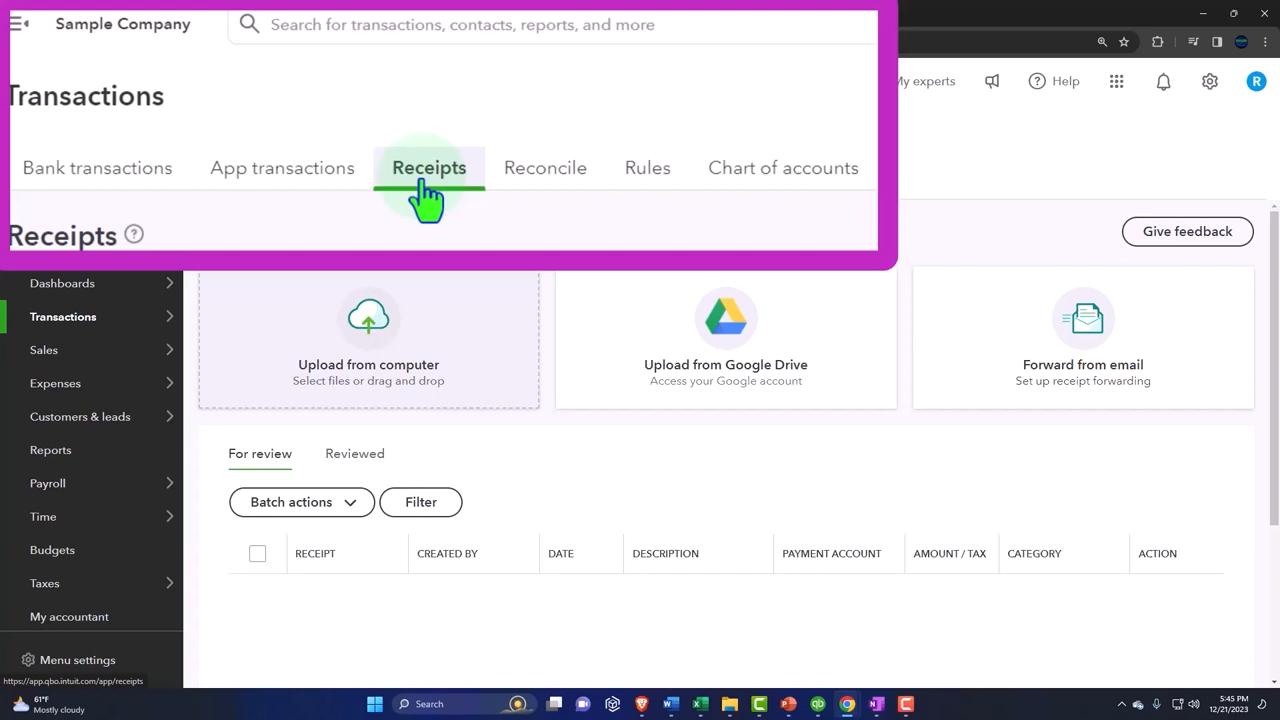 Sample Company
Search for transactions, contacts, reports, and more
My experts
Help
R
Transactions
Bank transactions
App transactions
Receipts
Reconcile
Rules
Chart of accounts
Receipts ?
Give feedback
Dashboards
Transactions
Sales
Expenses
Customers & leads
Reports
Payroll
Time
Budgets
Taxes
My accountant
Menu settings
Upload from computer
Select files or drag and drop
Upload from Google Drive
Access your Google account
Forward from email
Set up receipt forwarding
For review
Reviewed
Batch actions
Filter
RECEIPT
CREATED BY
DATE
DESCRIPTION
PAYMENT ACCOUNT
AMOUNT / TAX
CATEGORY
ACTION
https://app.qbo.intuit.com/app/receipts
61°F
Mostly cloudy
Search
5:45 PM
12/21/2023